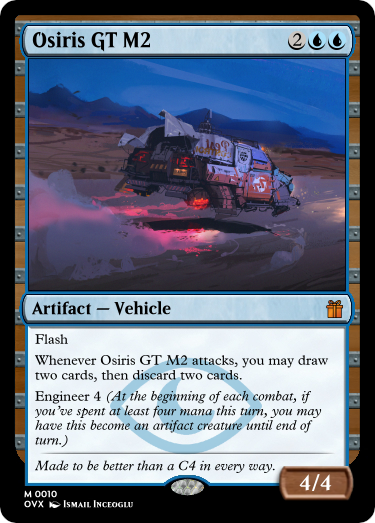 Osiris GT M2 2
Artifact — Vehicle
Flash
Whenever Osiris GT M2 attacks, you may draw
two cards, then discard two cards.
Engineer 4 (At the beginning of each combat, if
you've spent at least four mana this turn, you may
have this become an artifact creature until end of
turn.)
Made to be better than a C4 in every way.
4/4
M 0010
OVX Ismail Inceoglu